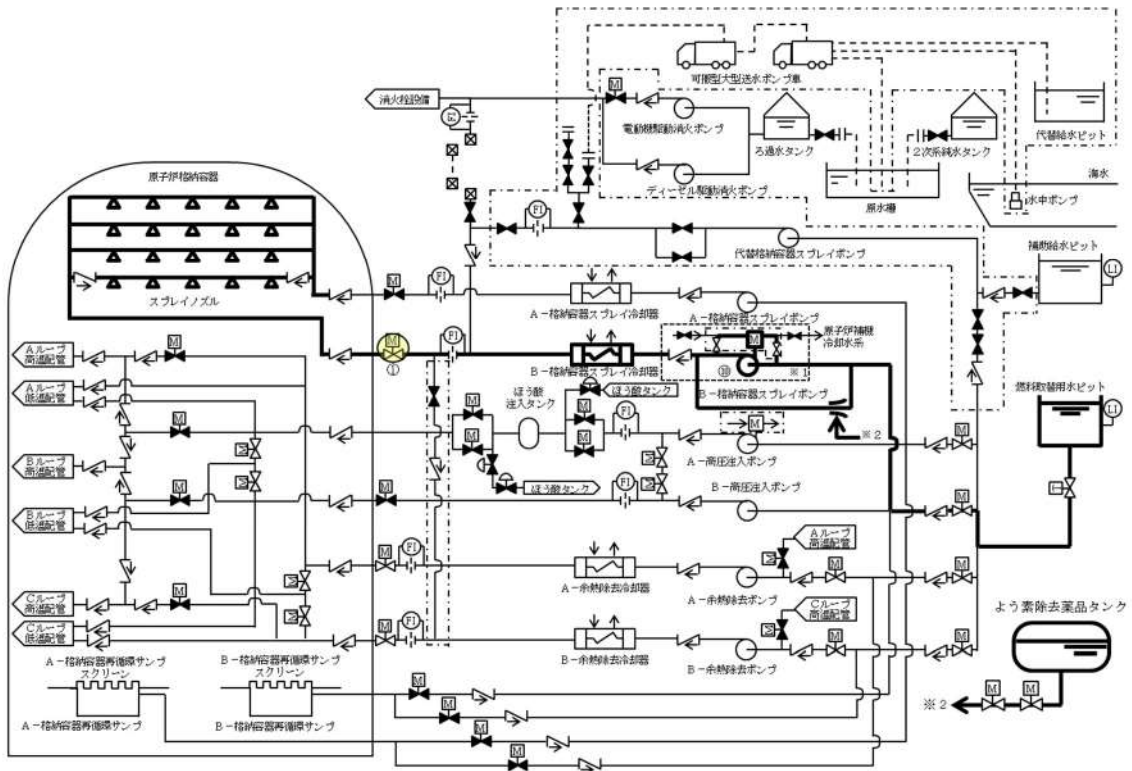 可搬型大型送水ポンプ車
消火栓設備
FI
M
電動機駆動消火ポンプ
ろ過水タンク
2次系純水タンク
代替給水ピット
ディーゼル駆動消火ポンプ
原水槽
海水
水中ポンプ
原子炉格納容器
スプレイノズル
FI
代替格納容器スプレイポンプ
補助給水ピット
LI
M
FI
A-格納容器スプレイ冷却器
A-格納容器スプレイポンプ
原子炉補機
冷却水系
M
①
FI
B-格納容器スプレイ冷却器
M
⑩
※1
B-格納容器スプレイポンプ
燃料取替用水ピット
LI
Aループ
高温配管
M
Aループ
低温配管
ほう酸
注入タンク
ほう酸タンク
M
M
M
M
FI
M
※2
A-高圧注入ポンプ
M
M
M
Bループ
高温配管
M
M
ほう酸タンク
FI
M
M
B-高圧注入ポンプ
M
Bループ
低温配管
M
M
Aループ
高温配管
M
FI
A-余熱除去冷却器
M
M
A-余熱除去ポンプ
M
M
Cループ
高温配管
M
Cループ
高温配管
Cループ
低温配管
M
M
FI
B-余熱除去冷却器
M
M
B-余熱除去ポンプ
M
よう素除去薬品タンク
A-格納容器再循環サンプ
スクリーン
B-格納容器再循環サンプ
スクリーン
M
M
A-格納容器再循環サンプ
B-格納容器再循環サンプ
M
M
※2
M
M